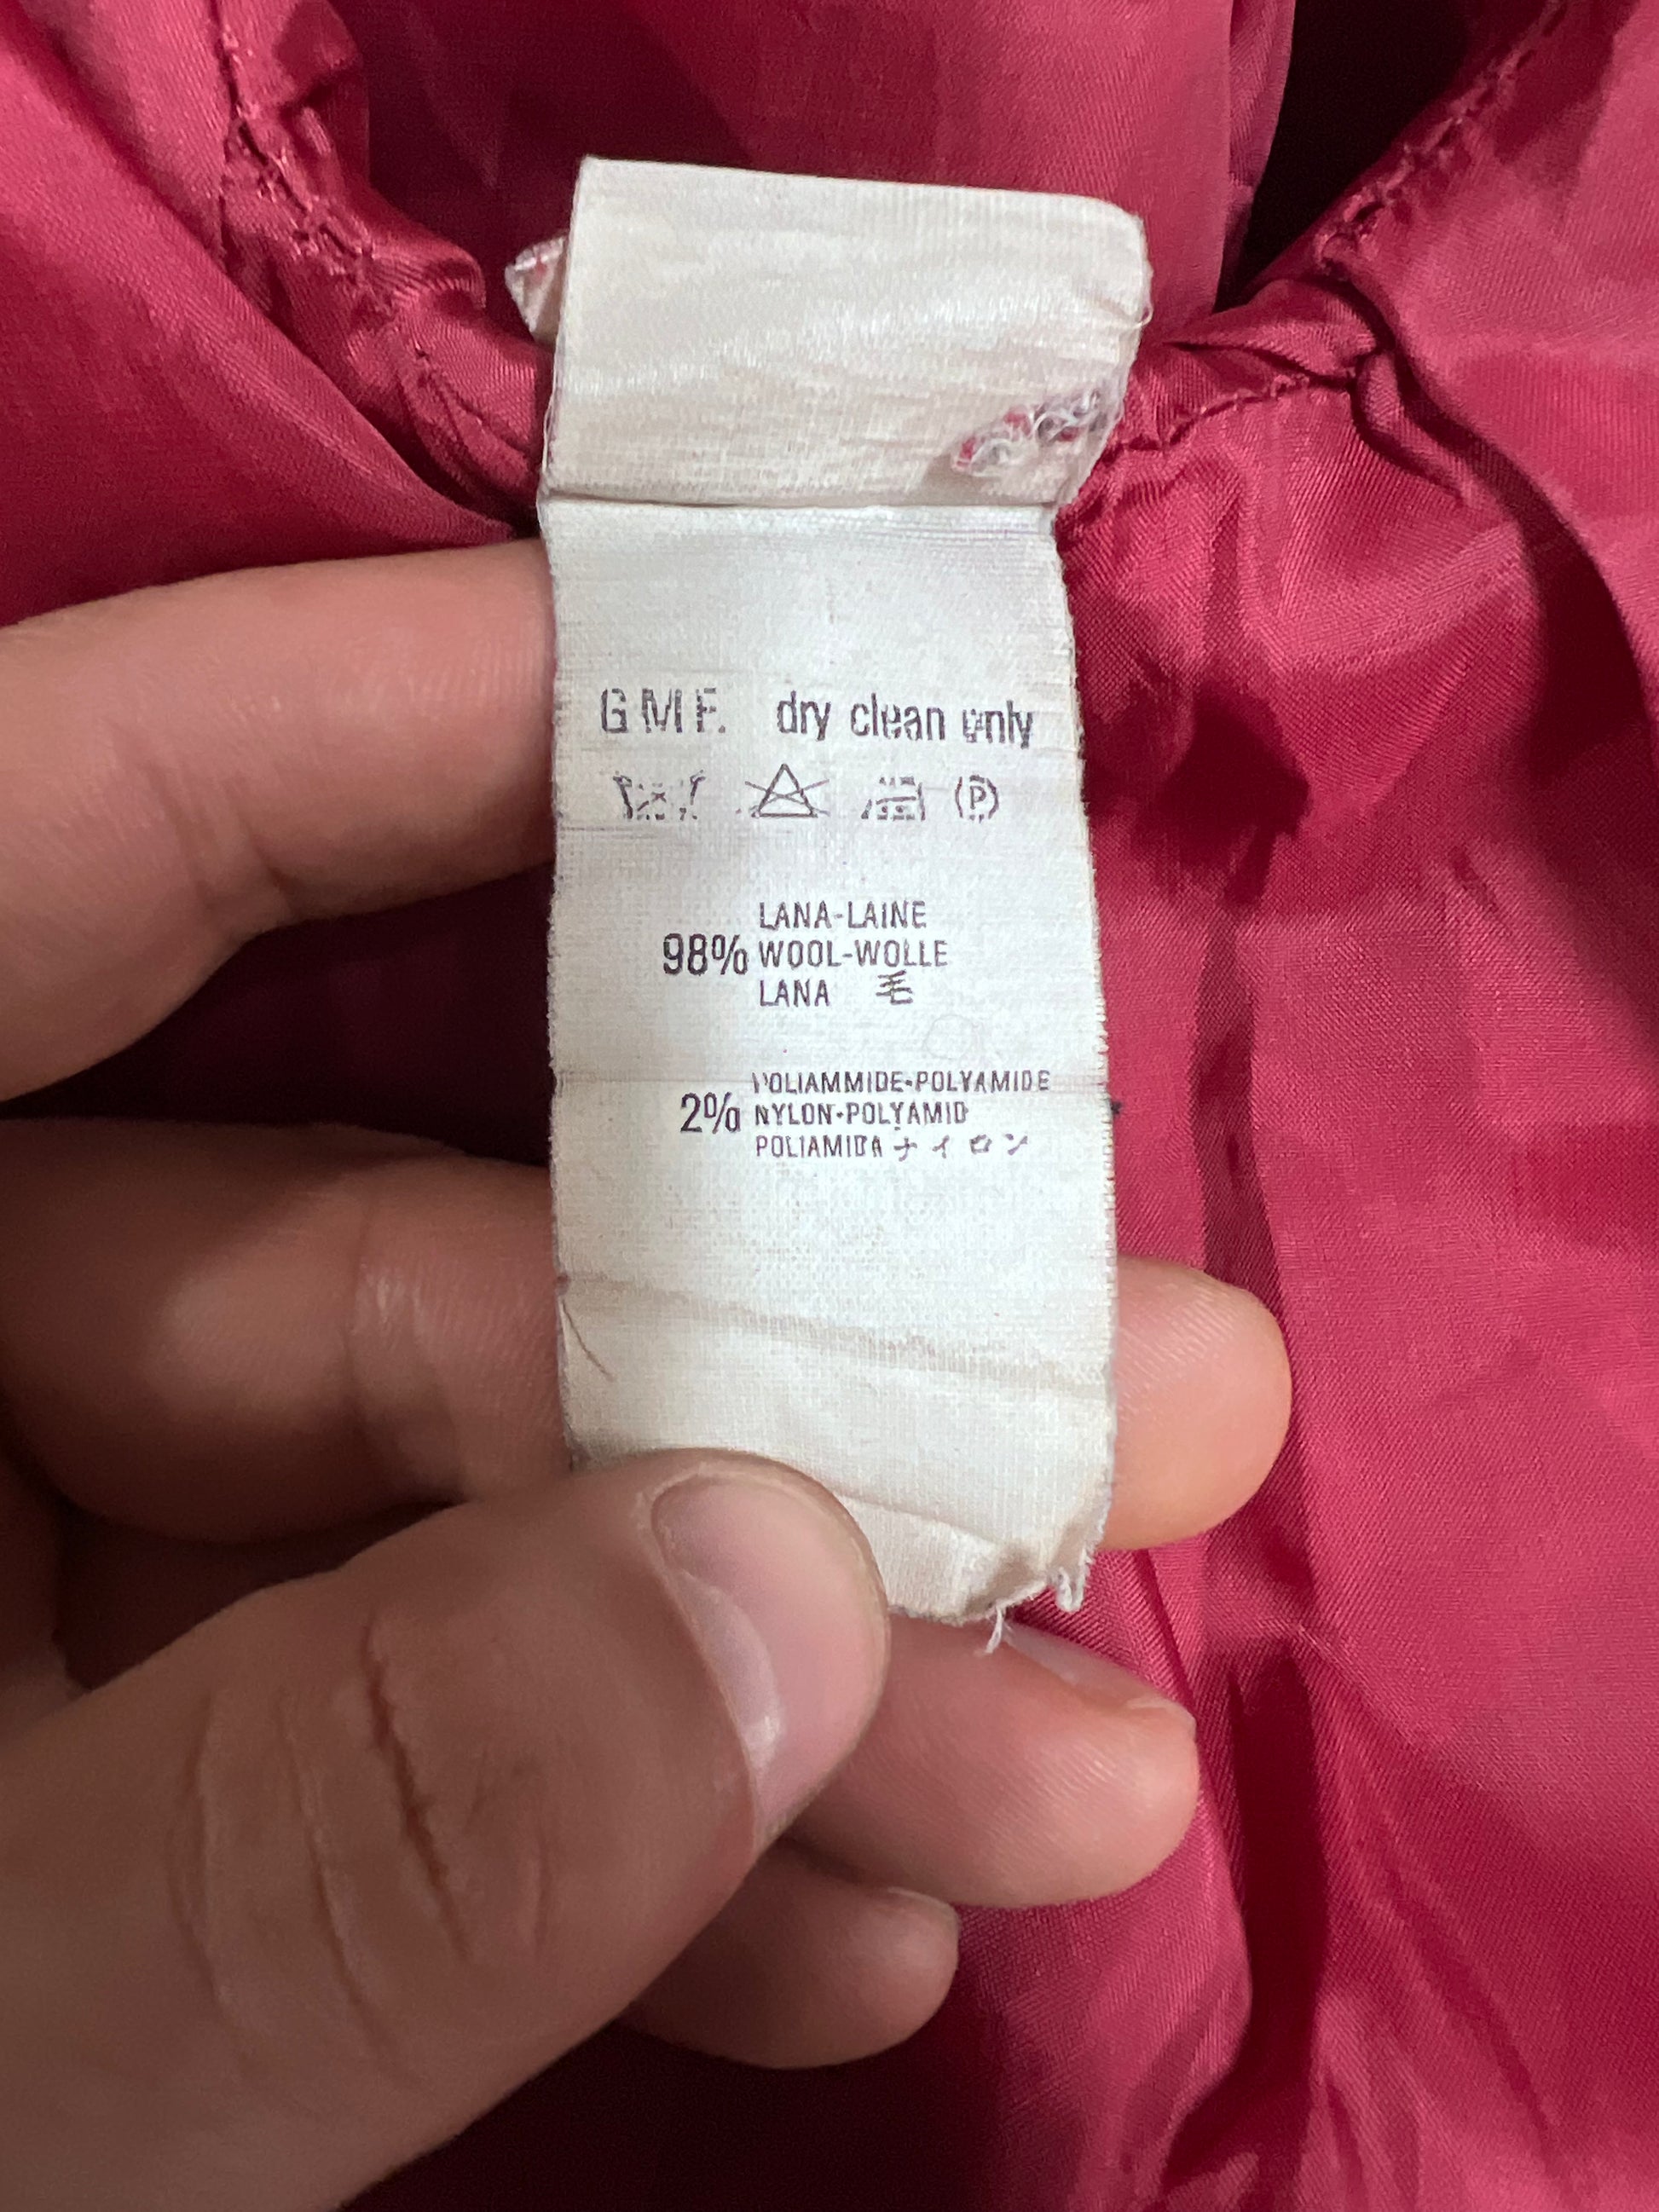 G.M.F. dry clean only
P
LANA-LAINE
98% WOOL-WOLLE
LANA 毛
POLIAMMIDE-POLYAMIDE
2% NYLON-POLYAMID
POLIAMIDA ナイロン